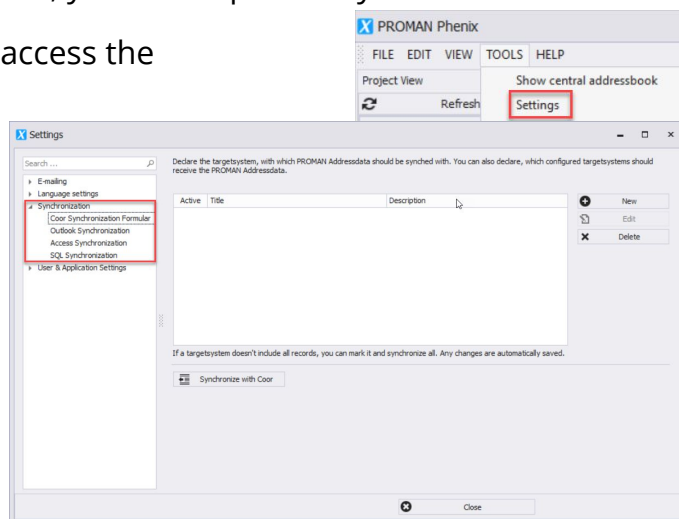 access the
PROMAN Phenix
FILE EDIT VIEW TOOLS HELP
Project View
Show central addressbook
Refresh
Settings
Settings
Search ...
Declare the targetsystem, with which PROMAN Addressdata should be synched with. You can also declare, which configured targetsystems should
receive the PROMAN Addressdata.
E-mailing
Language settings
Synchronization
Coor Synchronization Formular
Outlook Synchronization
Access Synchronization
SQL Synchronization
User & Application Settings
Active Title Description
New
Edit
Delete
If a targetsystem doesn't include all records, you can mark it and synchronize all. Any changes are automatically saved.
Synchronize with Coor
Close